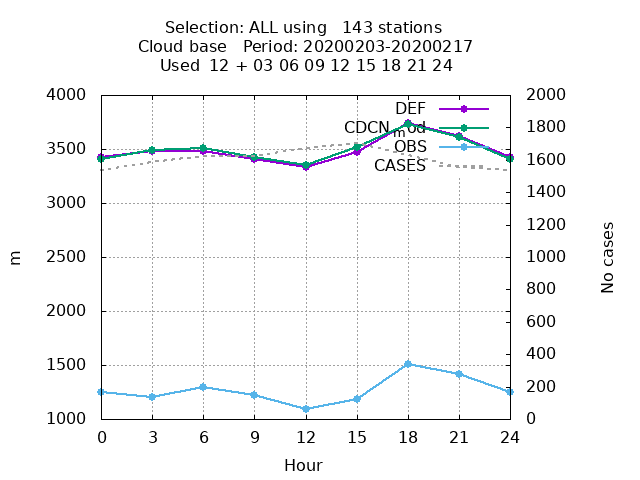 Selection: ALL using   143 stations
Cloud base   Period: 20200203-20200217
Used  12 + 03 06 09 12 15 18 21 24
4000
3500
3000
2500
2000
1500
1000
m
2000
1800
1600
1400
1200
1000
800
600
400
200
0
No cases
DEF
CDCN_mod
OBS
CASES
0 3 6 9 12 15 18 21 24
Hour